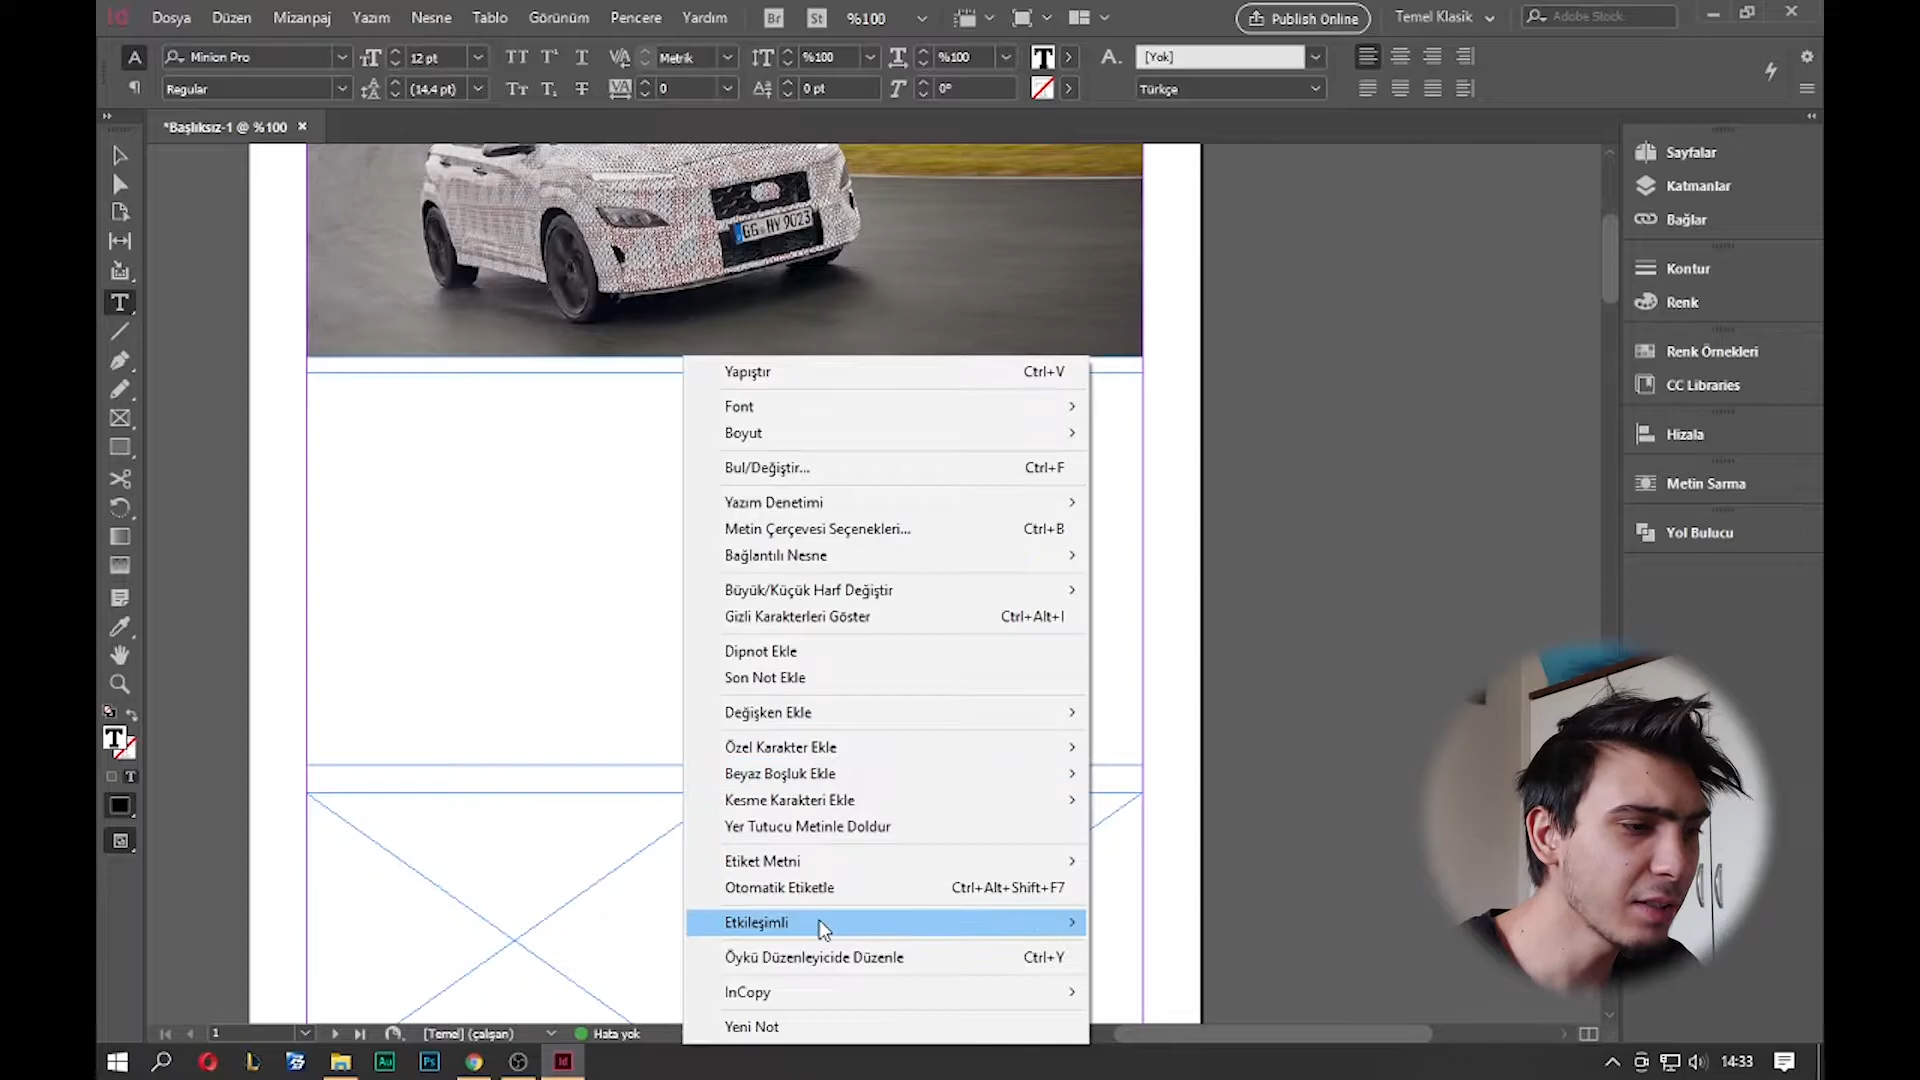 Id Dosya Düzen Mizanpaj Yazım Nesne Tablo Görünüm Pencere Yardım Br St %100 Publish Online Temel Klasik Adobe Stock
A Minion Pro 12 pt Metrik %100 %100 A. [Yok]
Regular (14,4 pt) 0 0 pt 0° Türkçe
*Başlıksız-1 @ %100
GG HY 9023
Sayfalar
Katmanlar
Bağlar
Kontur
Renk
Renk Örnekleri
CC Libraries
Hizala
Metin Sarma
Yol Bulucu
Yapıştır Ctrl+V
Font
Boyut
Bul/Değiştir... Ctrl+F
Yazım Denetimi
Metin Çerçevesi Seçenekleri... Ctrl+B
Bağlantılı Nesne
Büyük/Küçük Harf Değiştir
Gizli Karakterleri Göster Ctrl+Alt+I
Dipnot Ekle
Son Not Ekle
Değişken Ekle
Özel Karakter Ekle
Beyaz Boşluk Ekle
Kesme Karakteri Ekle
Yer Tutucu Metinle Doldur
Etiket Metni
Otomatik Etiketle Ctrl+Alt+Shift+F7
Etkileşimli
Öykü Düzenleyicide Düzenle Ctrl+Y
InCopy
Yeni Not
1 [Temel] (çalışan) Hata yok
Au Ps Id 14:33